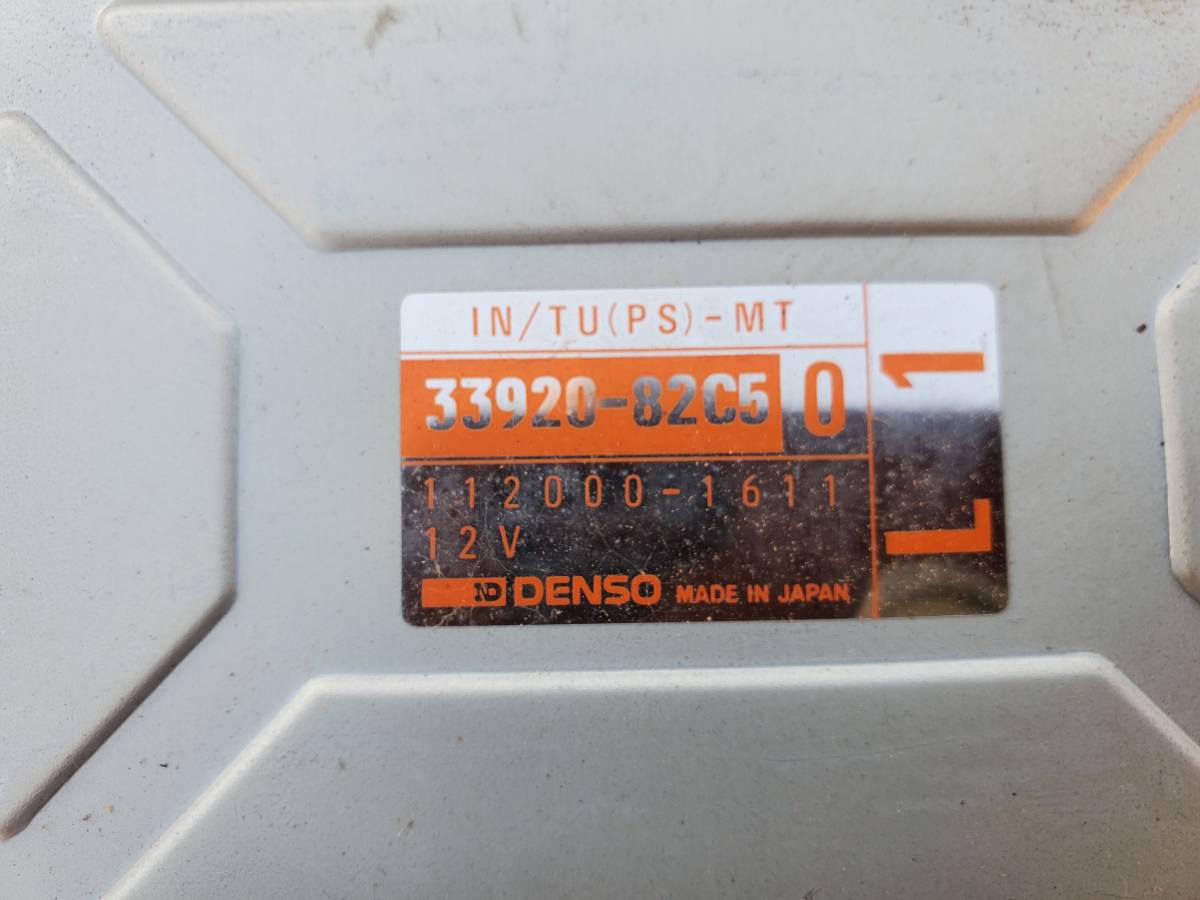 IN/TU(PS)-MT
33920-82C5 0
112000-1611
12V
ND DENSO MADE IN JAPAN
L 1